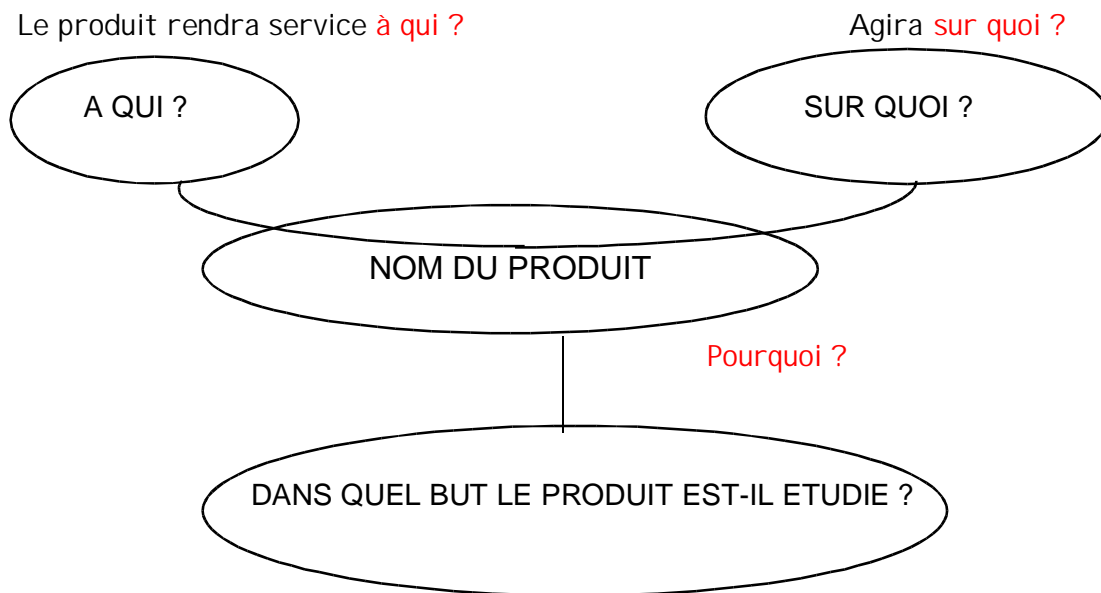 Le produit rendra service à qui ?
Agira sur quoi ?
A QUI ?
SUR QUOI ?
NOM DU PRODUIT
Pourquoi ?
DANS QUEL BUT LE PRODUIT EST-IL ETUDIE ?